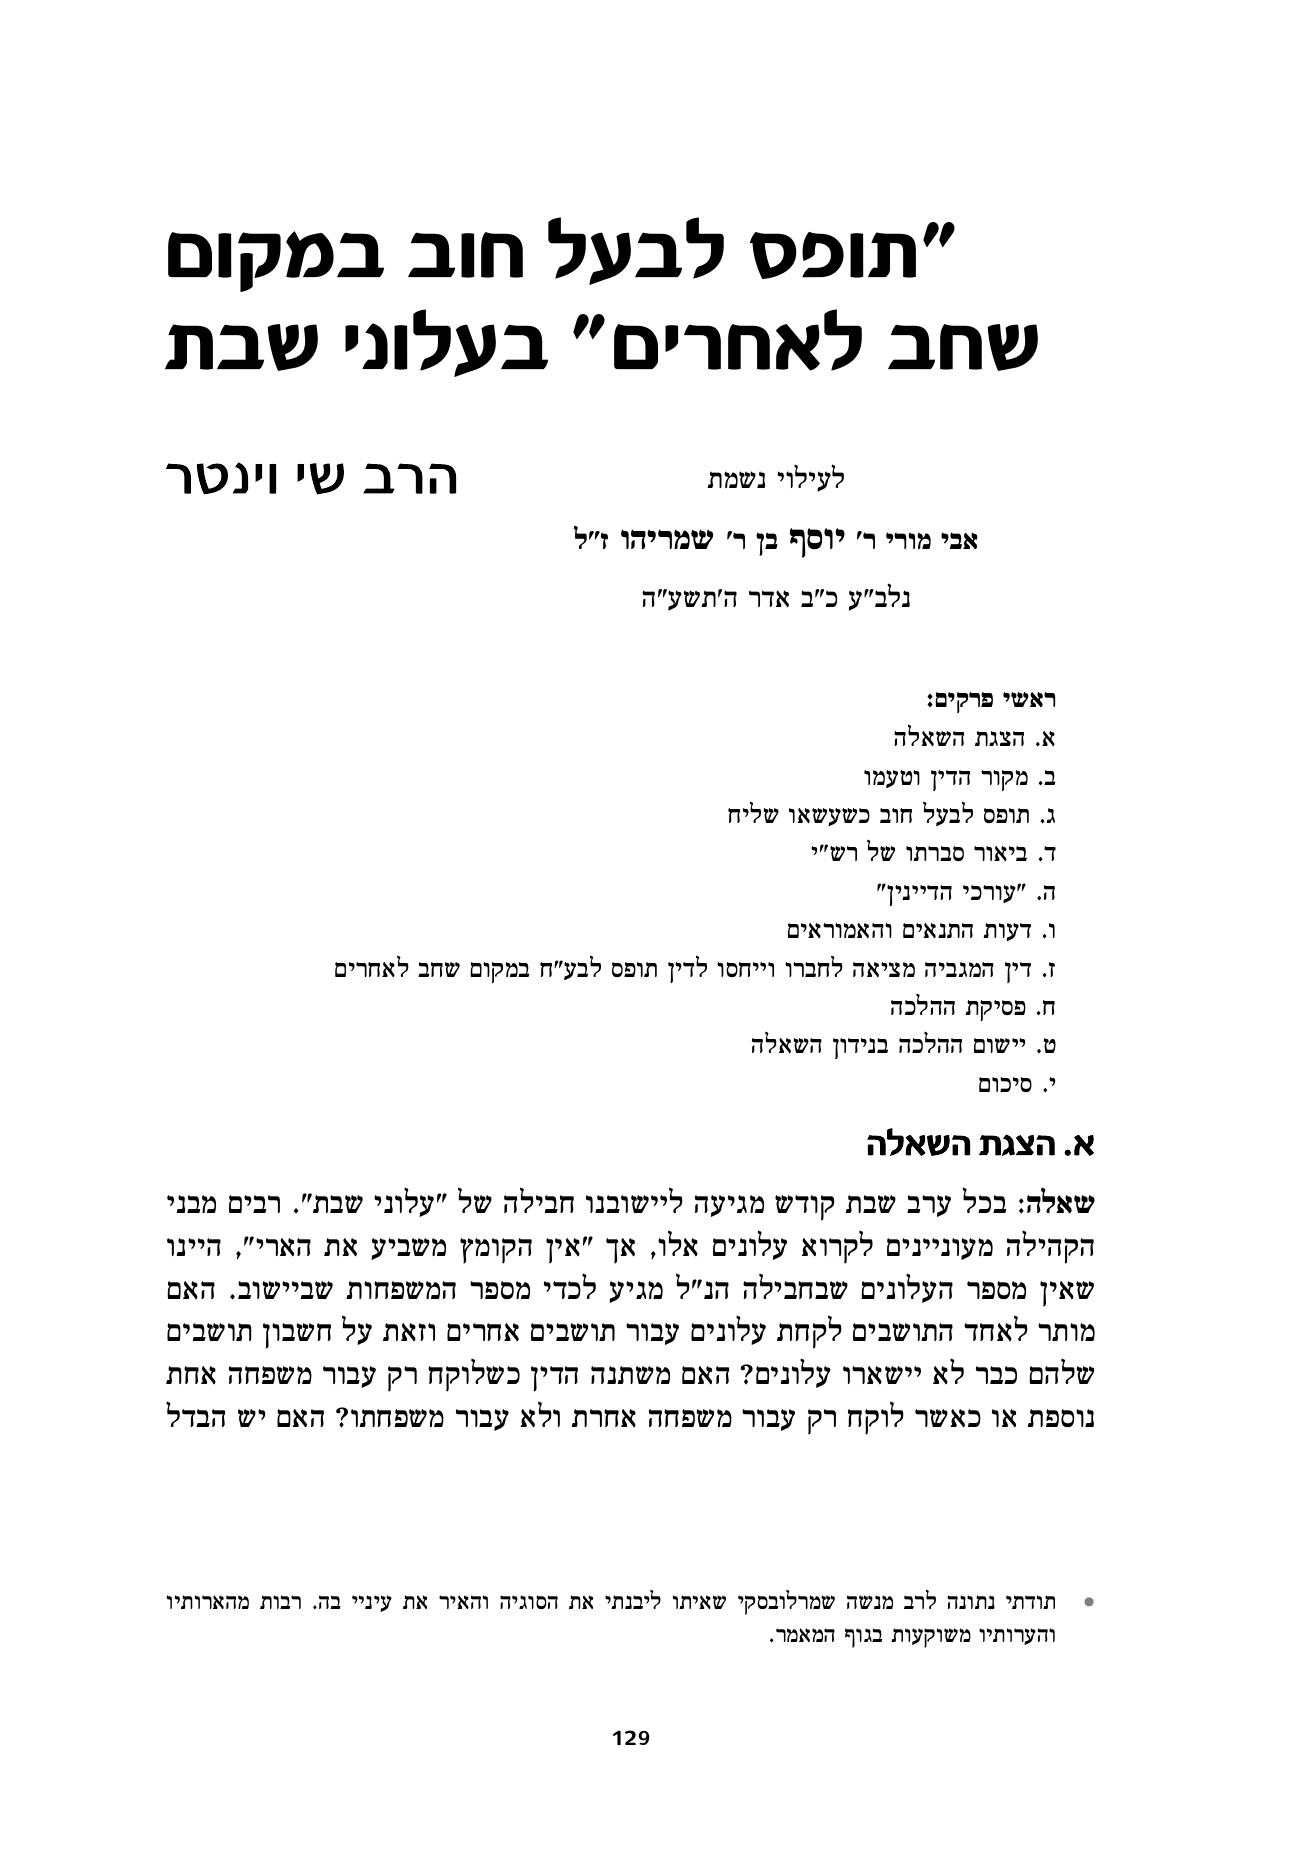 "תופס לבעל חוב במקום
שחב לאחרים" בעלוני שבת
הרב שי וינטר
לעילוי נשמת
אבי מורי ר' יוסף בן ר' שמריהו ז"ל
נלב"ע כ"ב אדר ה'תשע"ה
ראשי פרקים:
א. הצגת השאלה
ב. מקור הדין וטעמו
ג. תופס לבעל חוב כשעשאו שליח
ד. ביאור סברתו של רש"י
ה. "עורכי הדיינין"
ו. דעות התנאים והאמוראים
ז. דין המגביה מציאה לחברו וייחסו לדין תופס לבע"ח במקום שחב לאחרים
ח. פסיקת ההלכה
ט. יישום ההלכה בנידון השאלה
י. סיכום
א. הצגת השאלה
שאלה: בכל ערב שבת קודש מגיעה ליישובנו חבילה של "עלוני שבת". רבים מבני
הקהילה מעוניינים לקרוא עלונים אלו, אך "אין הקומץ משביע את הארי", היינו
שאין מספר העלונים שבחבילה הנ"ל מגיע לכדי מספר המשפחות שביישוב. האם
מותר לאחד התושבים לקחת עלונים עבור תושבים אחרים וזאת על חשבון תושבים
שלהם כבר לא יישארו עלונים? האם משתנה הדין כשלוקח רק עבור משפחה אחת
נוספת או כאשר לוקח רק עבור משפחה אחרת ולא עבור משפחתו? האם יש הבדל
• תודתי נתונה לרב מנשה שמרלובסקי שאיתו ליבנתי את הסוגיה והאיר את עיניי בה. רבות מהארותיו
והערותיו משוקעות בגוף המאמר.
129